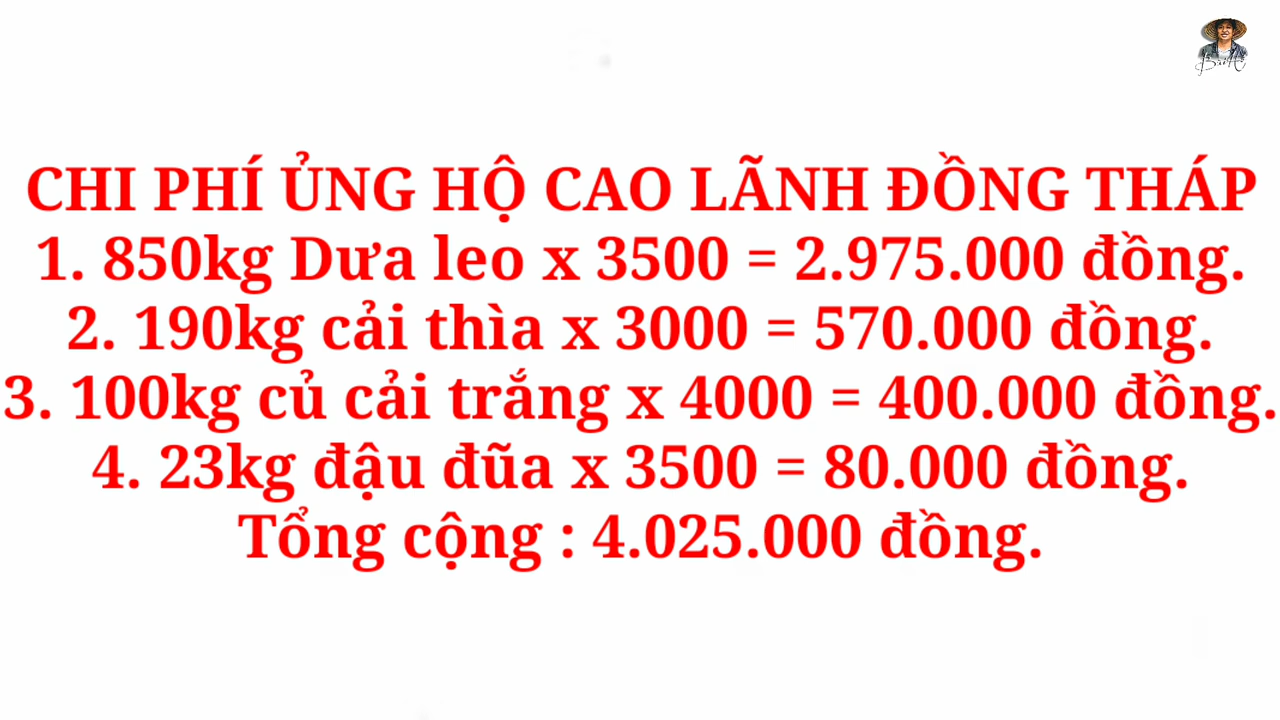 CHI PHÍ ỦNG HỘ CAO LÃNH ĐỒNG THÁP
1. 850kg Dưa leo x 3500 = 2.975.000 đồng.
2. 190kg cải thìa x 3000 = 570.000 đồng.
3. 100kg củ cải trắng x 4000 = 400.000 đồng.
4. 23kg đậu đũa x 3500 = 80.000 đồng.
Tổng cộng : 4.025.000 đồng.